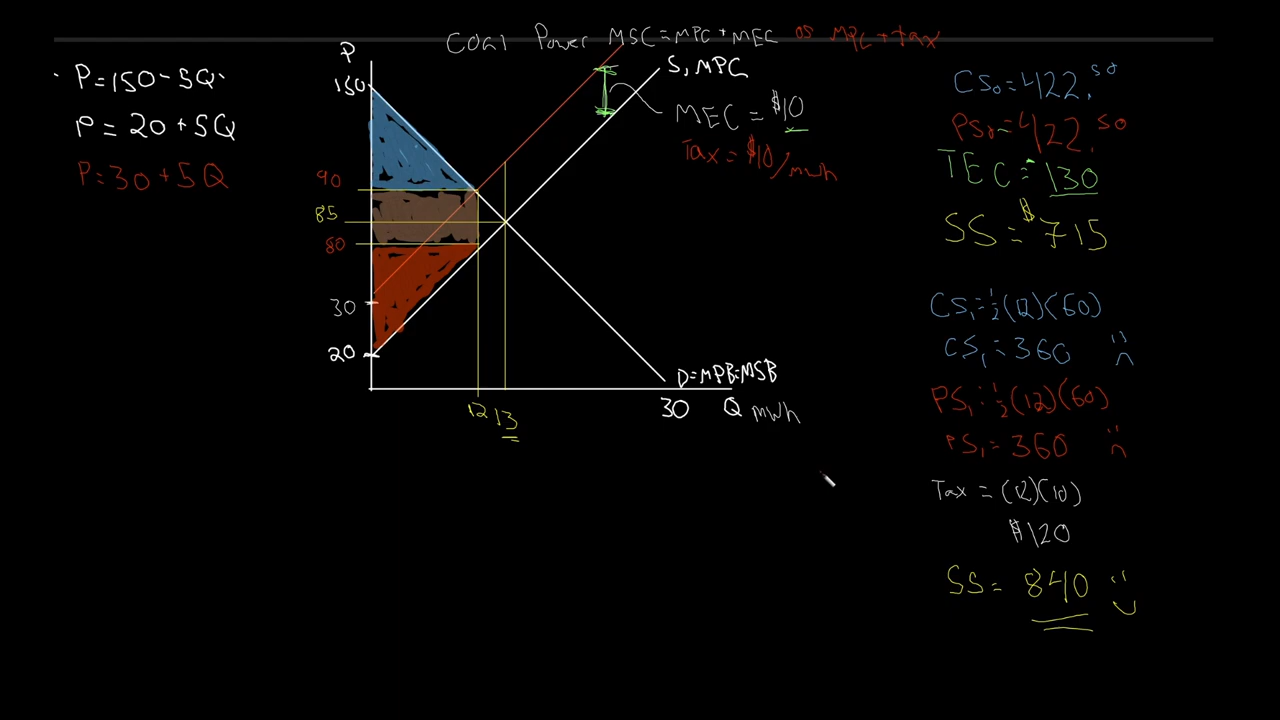 Coal Power MSC=MPC+MEC or MPC+tax
P=150-5Q
P=20+5Q
P=30+5Q
P
150
90
85
80
30
20
S, MPC
MEC = $10
Tax = $10/mwh
D=MPB=MSB
12 13 30 Q mwh
CS₀=422.50
PS₀=422.50
TEC=130
SS=$715
CS₁=½(12)(60)
CS₁=360
PS₁=½(12)(60)
PS₁=360
Tax=(12)(10)
$120
SS=840